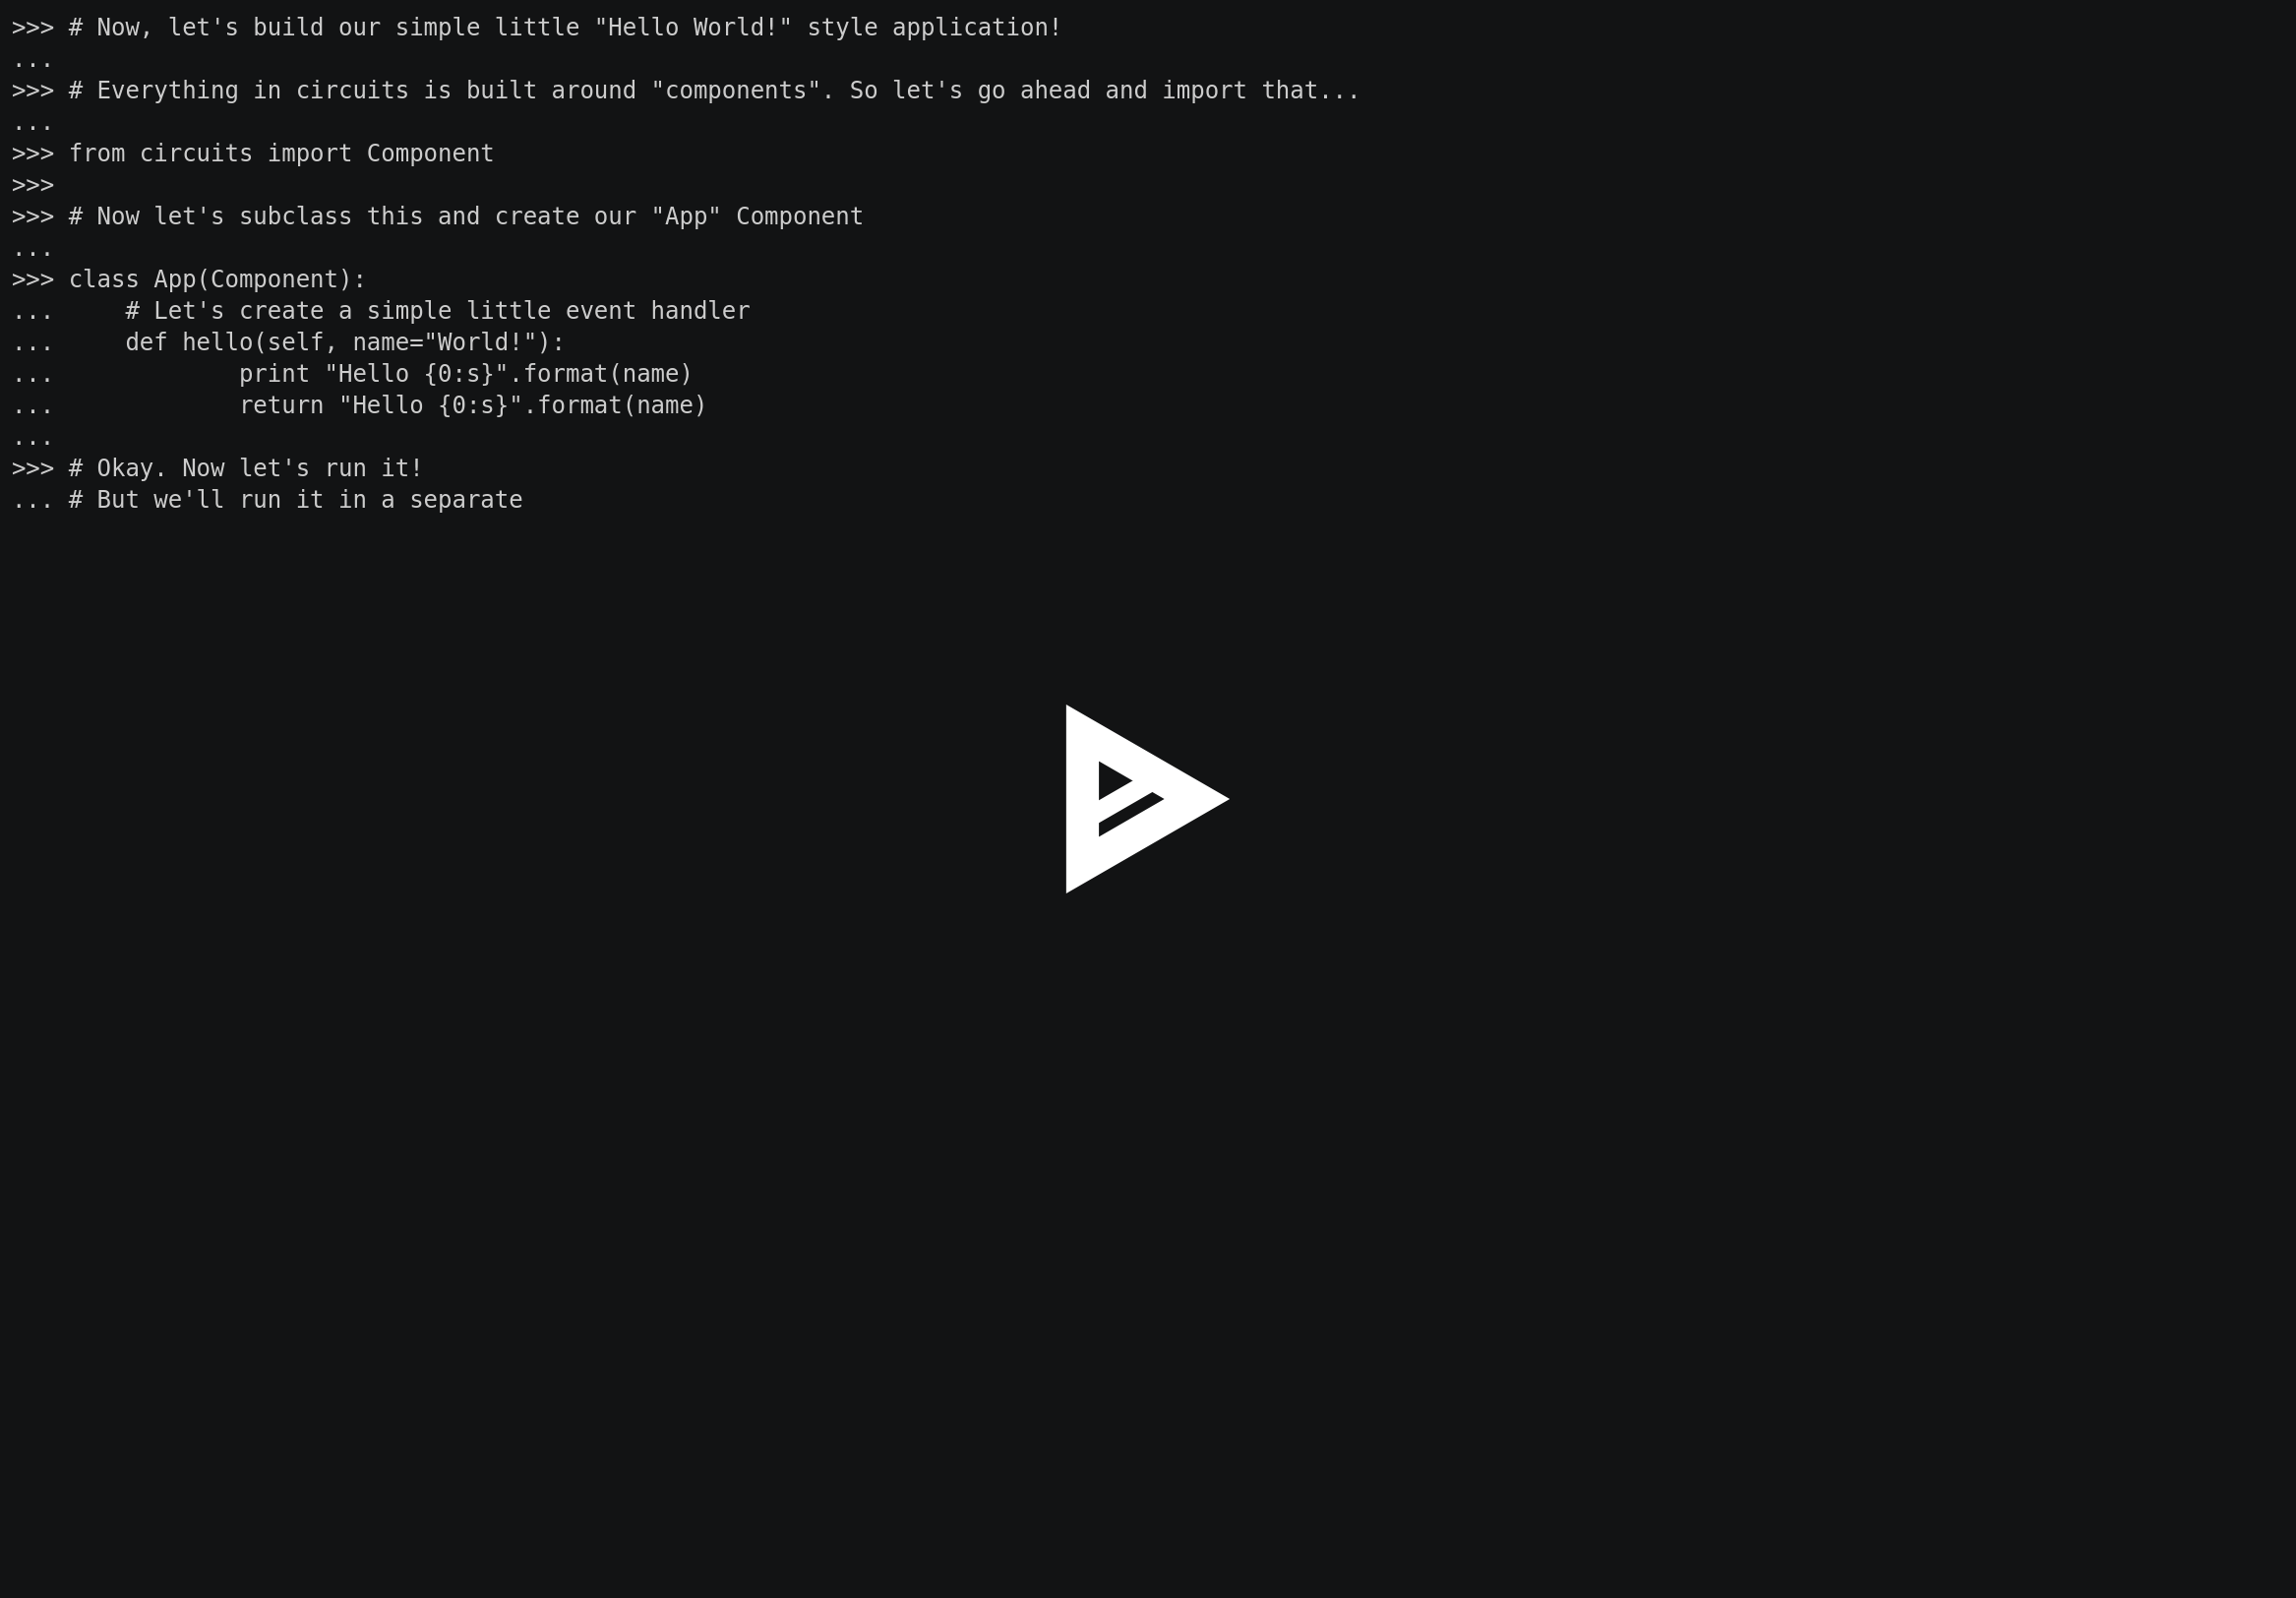 >>> # Now, let's build our simple little "Hello World!" style application!
...
>>> # Everything in circuits is built around "components". So let's go ahead and import that...
...
>>> from circuits import Component
>>>
>>> # Now let's subclass this and create our "App" Component
...
>>> class App(Component):
...     # Let's create a simple little event handler
...     def hello(self, name="World!"):
...             print "Hello {0:s}".format(name)
...             return "Hello {0:s}".format(name)
...
>>> # Okay. Now let's run it!
... # But we'll run it in a separate